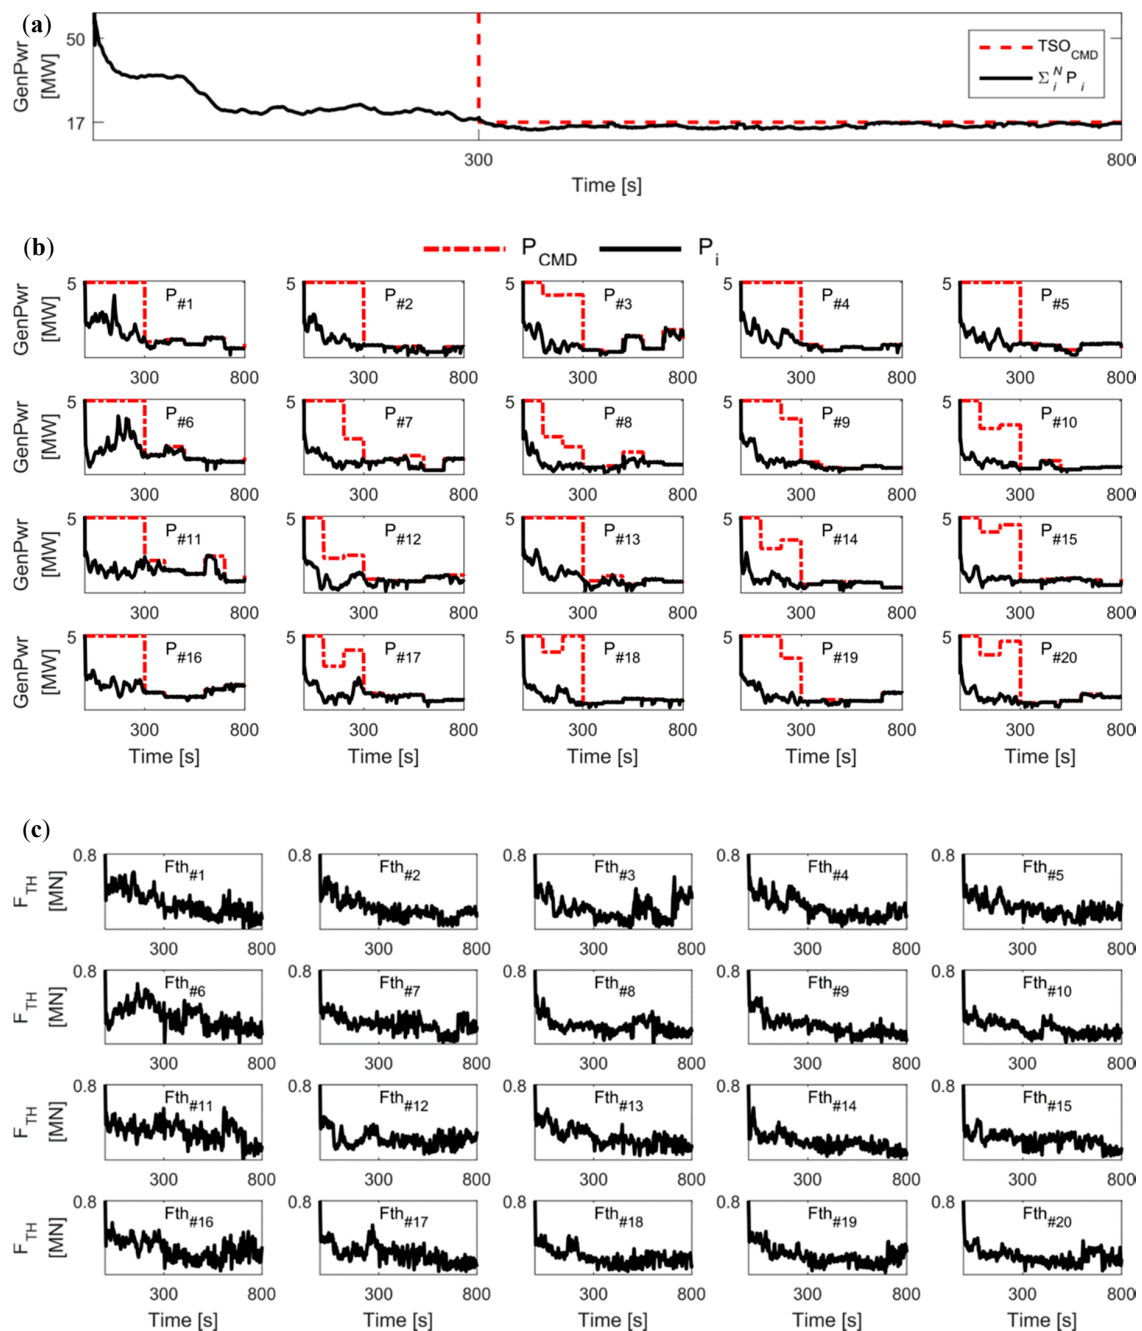 (a)
GenPwr
[MW]
50
17
TSO_CMD
Σ_i^N P_i
300
800
Time [s]
(b)
P_CMD
P_i
GenPwr
[MW]
5
P_#1
300 800
5
P_#2
300 800
5
P_#3
300 800
5
P_#4
300 800
5
P_#5
300 800
GenPwr
[MW]
5
P_#6
300 800
5
P_#7
300 800
5
P_#8
300 800
5
P_#9
300 800
5
P_#10
300 800
GenPwr
[MW]
5
P_#11
300 800
5
P_#12
300 800
5
P_#13
300 800
5
P_#14
300 800
5
P_#15
300 800
GenPwr
[MW]
5
P_#16
300 800
5
P_#17
300 800
5
P_#18
300 800
5
P_#19
300 800
5
P_#20
300 800
Time [s]
Time [s]
Time [s]
Time [s]
Time [s]
(c)
F_TH
[MN]
0.8
Fth_#1
300 800
0.8
Fth_#2
300 800
0.8
Fth_#3
300 800
0.8
Fth_#4
300 800
0.8
Fth_#5
300 800
F_TH
[MN]
0.8
Fth_#6
300 800
0.8
Fth_#7
300 800
0.8
Fth_#8
300 800
0.8
Fth_#9
300 800
0.8
Fth_#10
300 800
F_TH
[MN]
0.8
Fth_#11
300 800
0.8
Fth_#12
300 800
0.8
Fth_#13
300 800
0.8
Fth_#14
300 800
0.8
Fth_#15
300 800
F_TH
[MN]
0.8
Fth_#16
300 800
0.8
Fth_#17
300 800
0.8
Fth_#18
300 800
0.8
Fth_#19
300 800
0.8
Fth_#20
300 800
Time [s]
Time [s]
Time [s]
Time [s]
Time [s]